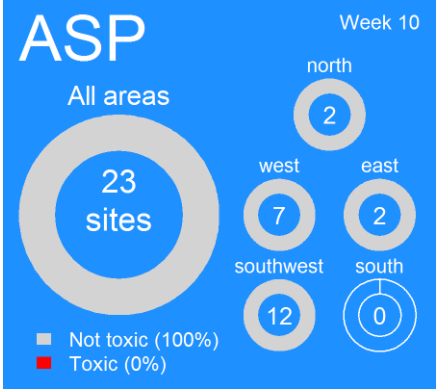 ASP
Week 10
All areas
23
sites
north
2
west
7
east
2
southwest
12
south
0
Not toxic (100%)
Toxic (0%)